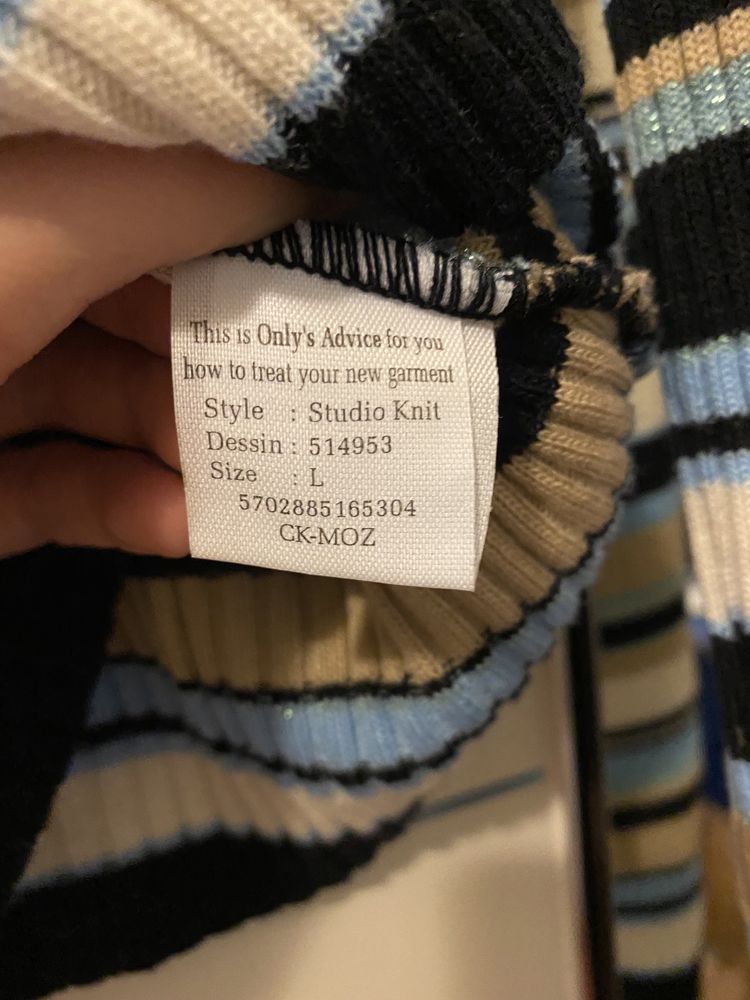 This is Only's Advice for you
how to treat your new garment
Style : Studio Knit
Dessin : 514953
Size : L
5702885165304
CK-MOZ